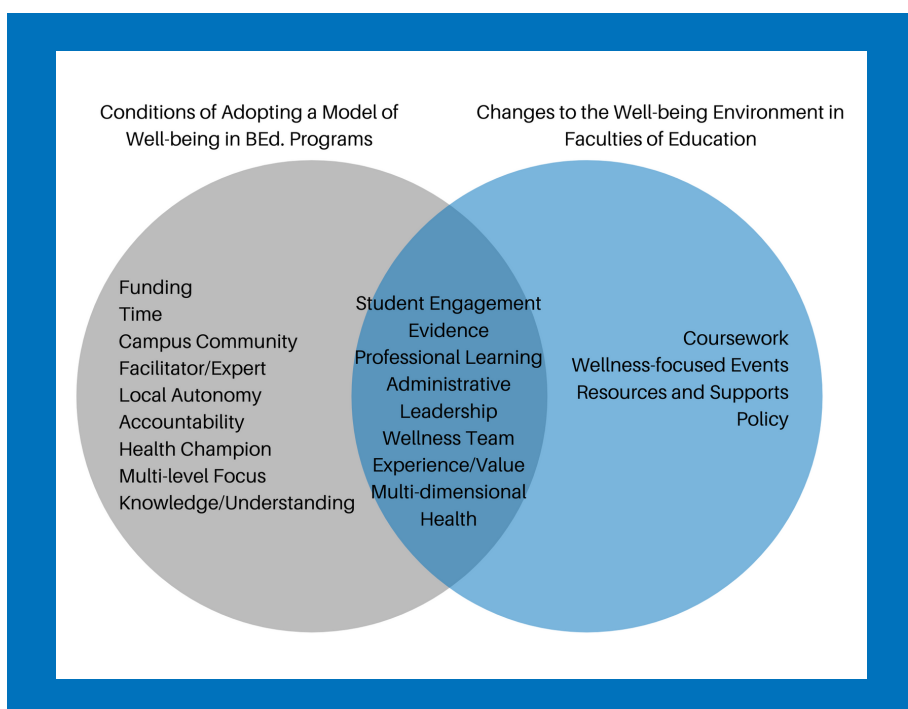 Conditions of Adopting a Model of
Well-being in BEd. Programs
Changes to the Well-being Environment in
Faculties of Education
Funding
Time
Campus Community
Facilitator/Expert
Local Autonomy
Accountability
Health Champion
Multi-level Focus
Knowledge/Understanding
Student Engagement
Evidence
Professional Learning
Administrative
Leadership
Wellness Team
Experience/Value
Multi-dimensional
Health
Coursework
Wellness-focused Events
Resources and Supports
Policy